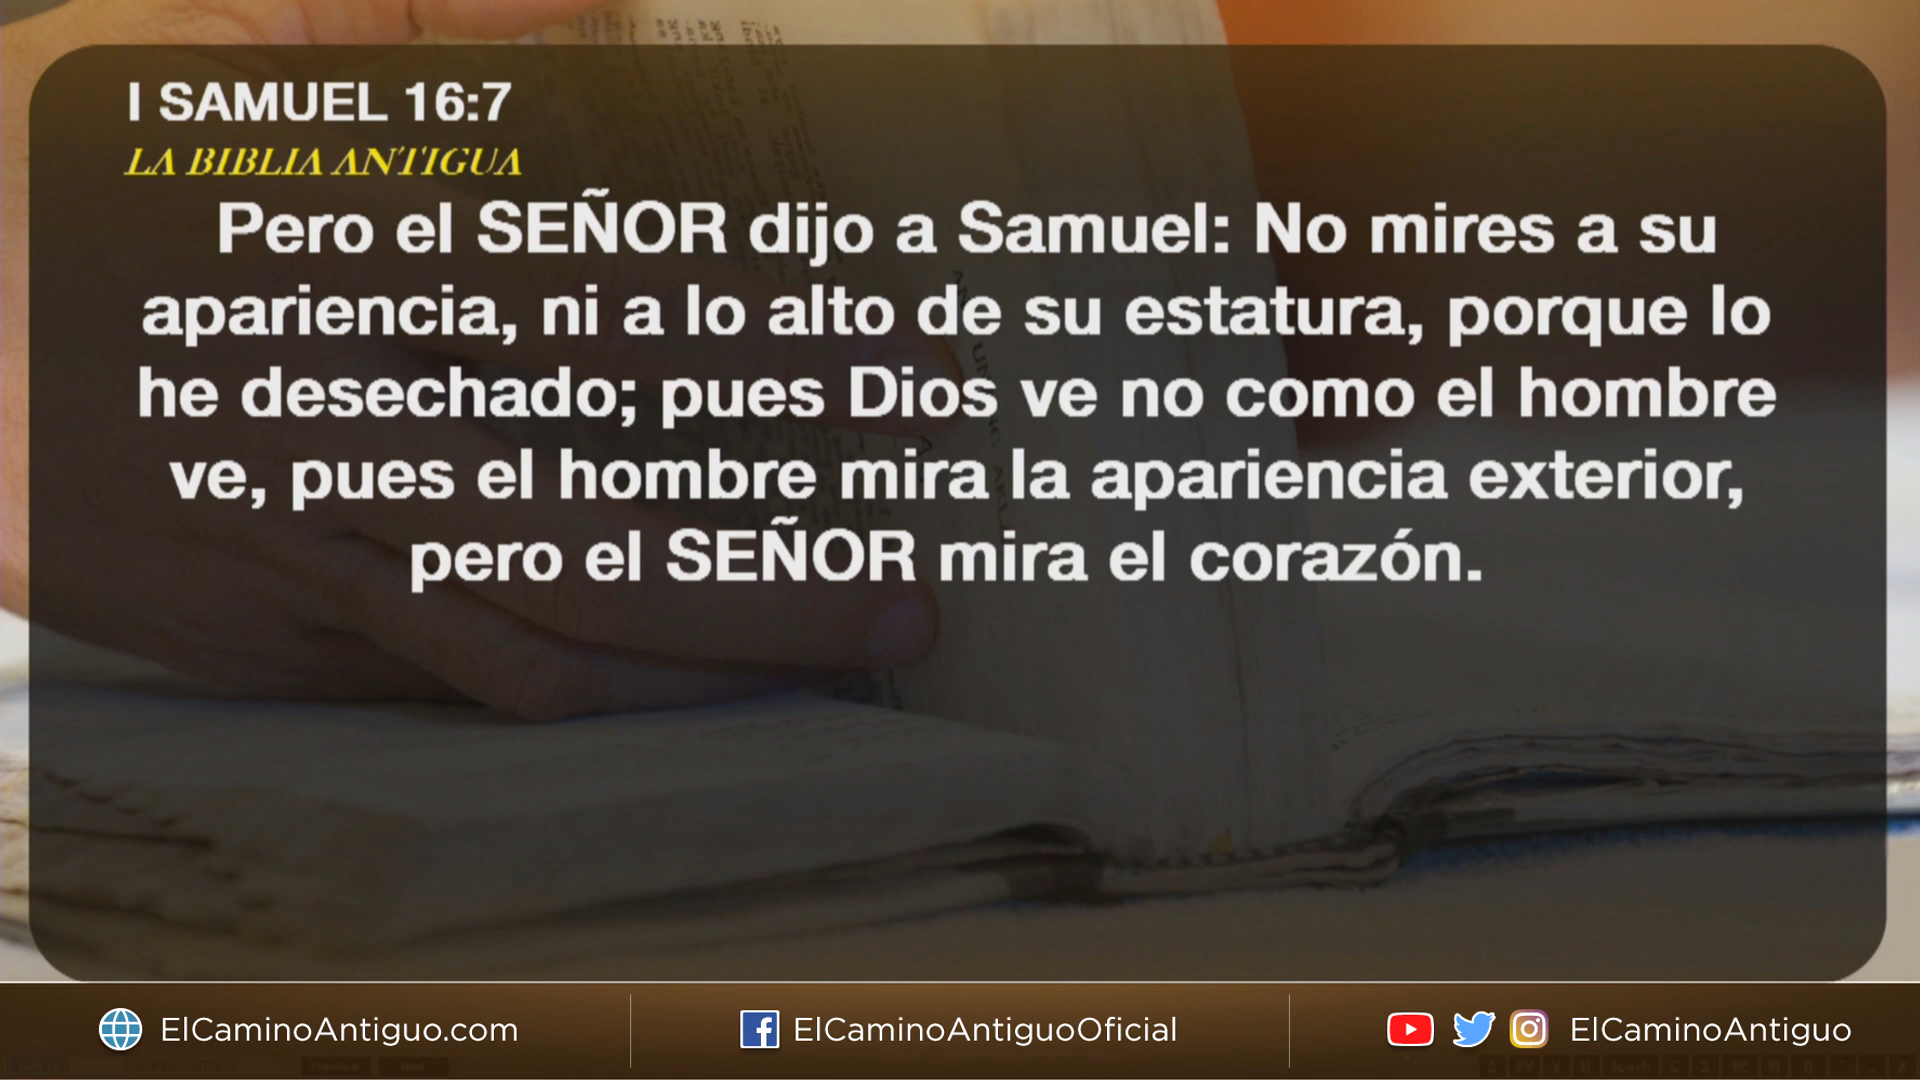 I SAMUEL 16:7
LA BIBLIA ANTIGUA
Pero el SEÑOR dijo a Samuel: No mires a su
apariencia, ni a lo alto de su estatura, porque lo
he desechado; pues Dios ve no como el hombre
ve, pues el hombre mira la apariencia exterior,
pero el SEÑOR mira el corazón.
ElCaminoAntiguo.com
ElCaminoAntiguoOficial
ElCaminoAntiguo